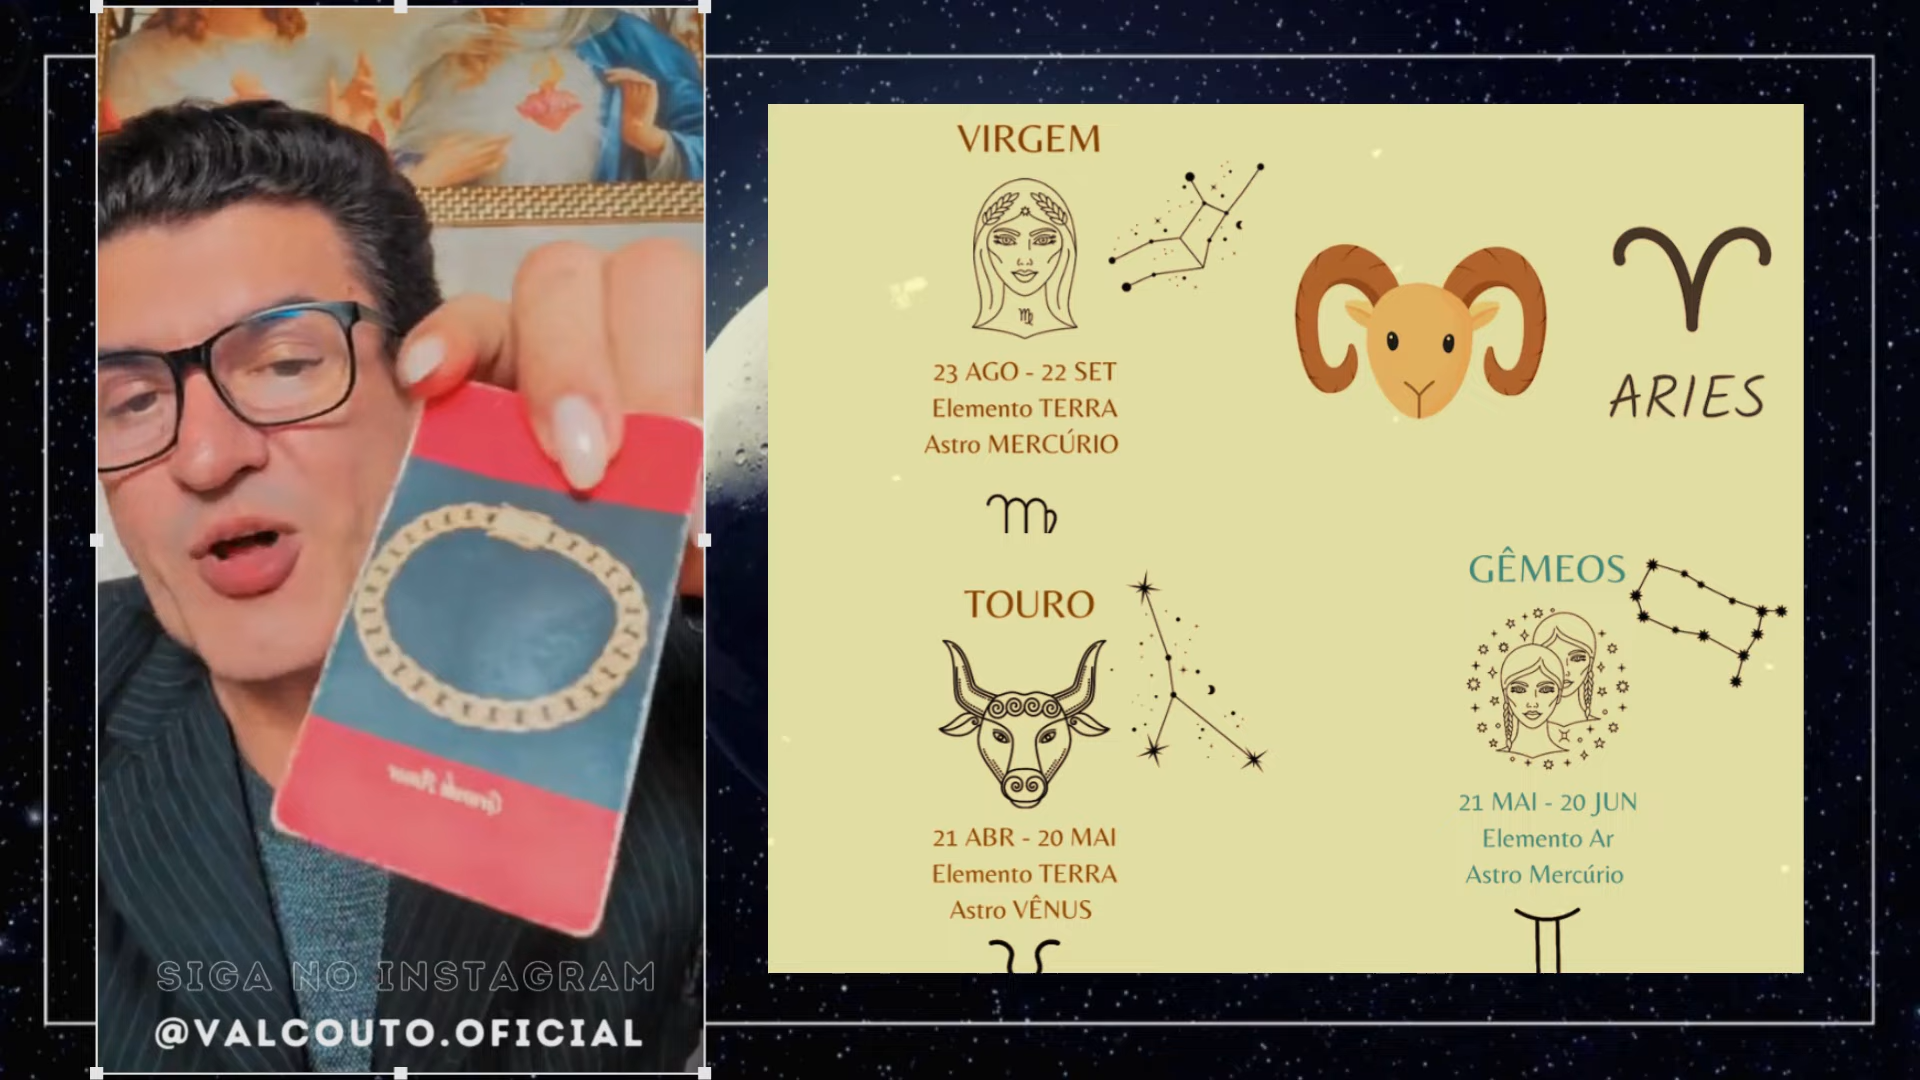 VIRGEM
23 AGO - 22 SET
Elemento TERRA
Astro MERCÚRIO
ARIES
TOURO
21 ABR - 20 MAI
Elemento TERRA
Astro VÊNUS
GÊMEOS
21 MAI - 20 JUN
Elemento Ar
Astro Mercúrio
SIGA NO INSTAGRAM
@VALCOUTO.OFICIAL